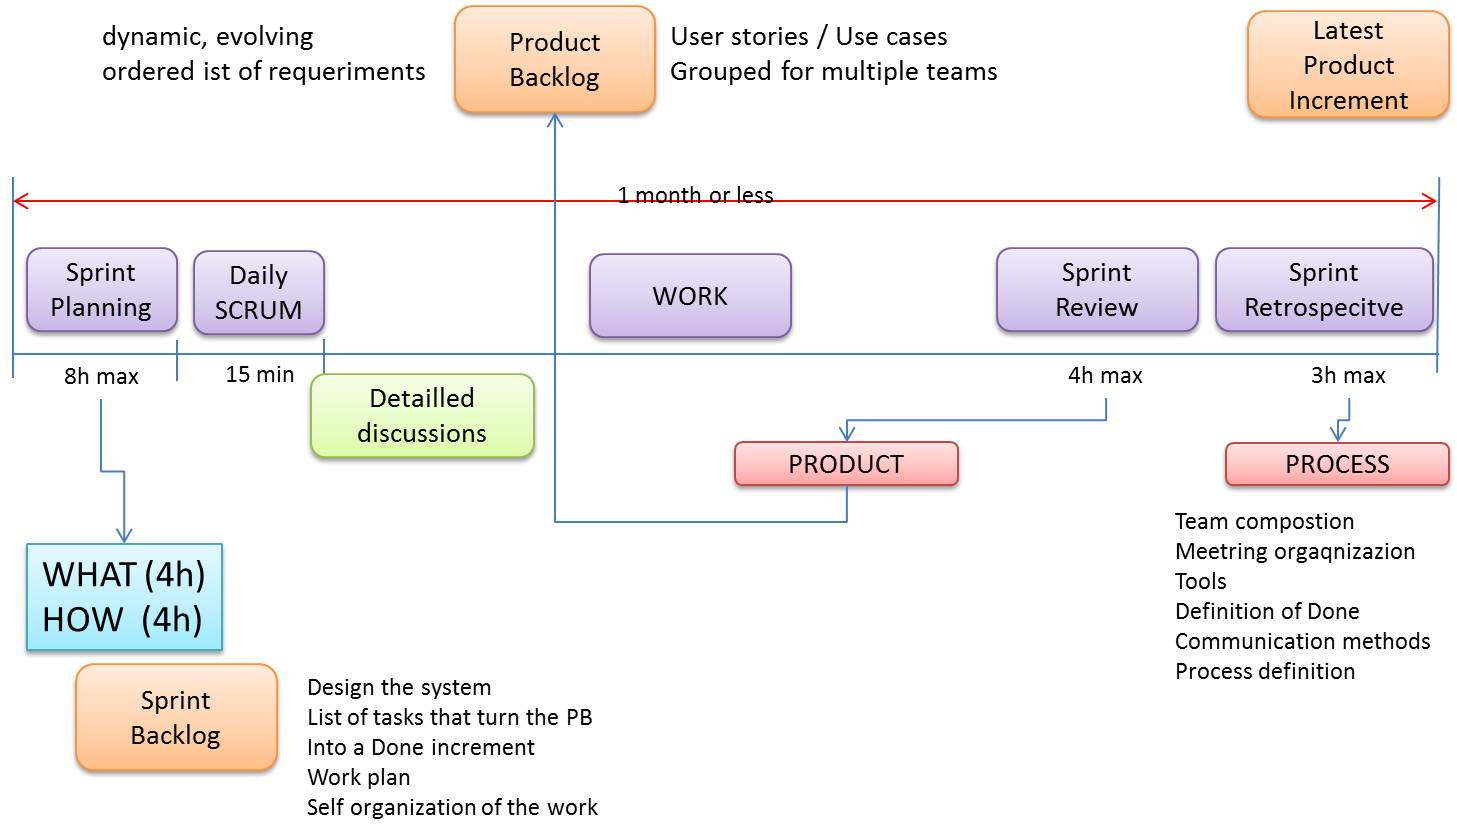 dynamic, evolving
ordered ist of requeriments
Product
Backlog
User stories / Use cases
Grouped for multiple teams
Latest
Product
Increment
1 month or less
Sprint
Planning
Daily
SCRUM
WORK
Sprint
Review
Sprint
Retrospecitve
8h max
15 min
4h max
3h max
Detailled
discussions
PRODUCT
PROCESS
Team compostion
Meetring orgaqnizazion
Tools
Definition of Done
Communication methods
Process definition
WHAT (4h)
HOW (4h)
Sprint
Backlog
Design the system
List of tasks that turn the PB
Into a Done increment
Work plan
Self organization of the work